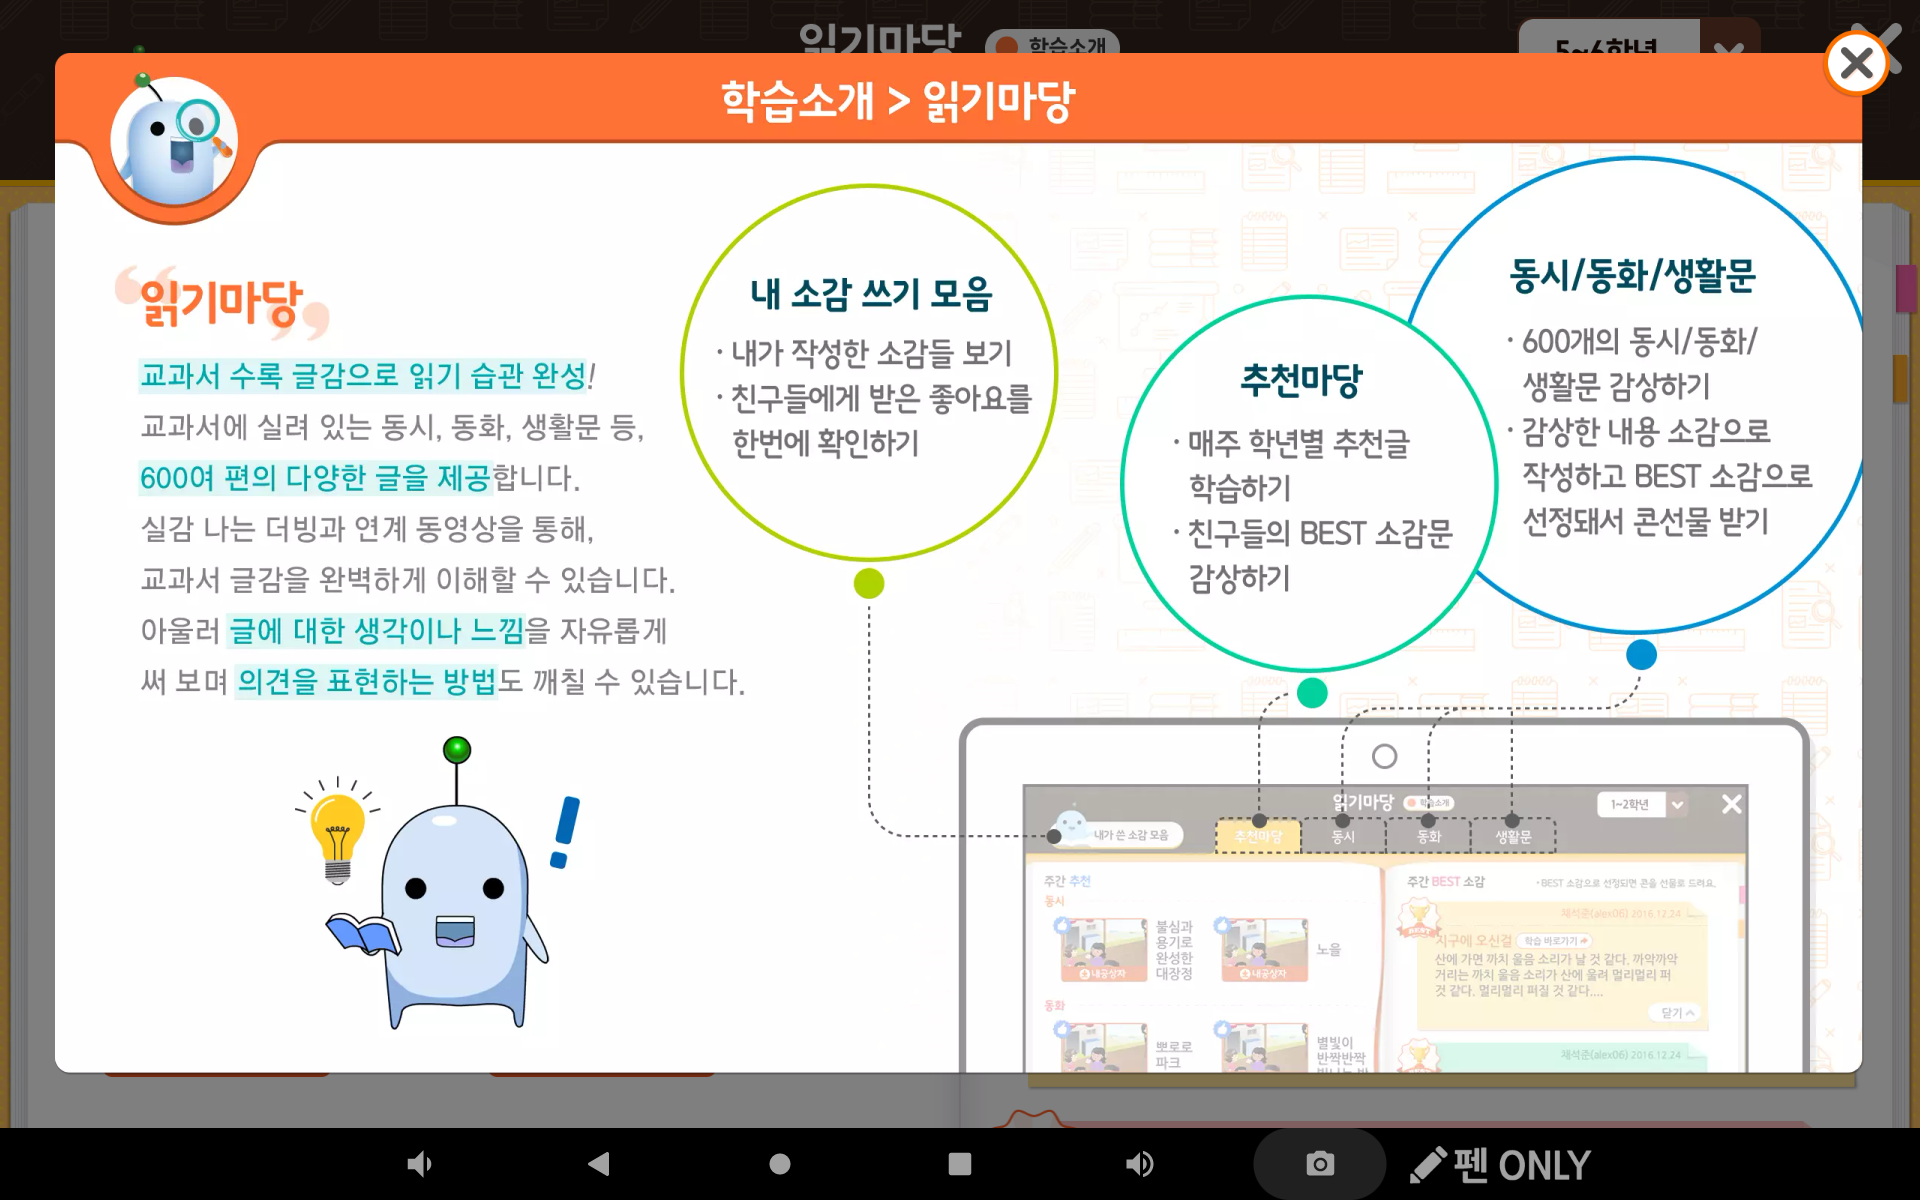 읽기마당
학습소개
5~6학년
학습소개 > 읽기마당
읽기마당
교과서 수록 글감으로 읽기 습관 완성!
교과서에 실려 있는 동시, 동화, 생활문 등,
600여 편의 다양한 글을 제공합니다.
실감 나는 더빙과 연계 동영상을 통해,
교과서 글감을 완벽하게 이해할 수 있습니다.
아울러 글에 대한 생각이나 느낌을 자유롭게
써 보며 의견을 표현하는 방법도 깨칠 수 있습니다.
내 소감 쓰기 모음
· 내가 작성한 소감들 보기
· 친구들에게 받은 좋아요를
한번에 확인하기
추천마당
· 매주 학년별 추천글
학습하기
· 친구들의 BEST 소감문
감상하기
동시/동화/생활문
· 600개의 동시/동화/
생활문 감상하기
· 감상한 내용 소감으로
작성하고 BEST 소감으로
선정돼서 콘선물 받기
읽기마당
학습소개
1~2학년
내가 쓴 소감 모음
추천마당
동시
동화
생활문
주간 추천
동시
내공상자
불심과
용기로
완성한
대장정
내공상자
노을
동화
뽀로로
파크
별빛이
반짝반짝
주간 BEST 소감
• BEST 소감으로 선정되면 콘을 선물로 드려요.
BEST
채석준(alex06) 2016.12.24
지구에 오신걸
학습 바로가기
산에 가면 까치 울음 소리가 날 것 같다. 까악까악
거리는 까치 울음 소리가 산에 울려 멀리멀리 퍼
것 같다. 멀리멀리 퍼질 것 같다....
닫기
채석준(alex06) 2016.12.24
펜 ONLY